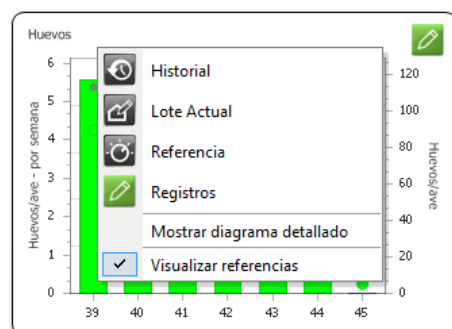 Huevos
Historial
Lote Actual
Referencia
Registros
Mostrar diagrama detallado
Visualizar referencias
Huevos/ave - por semana
6
5
4
3
2
1
0
Huevos/ave
120
100
80
60
40
20
0
39 40 41 42 43 44 45